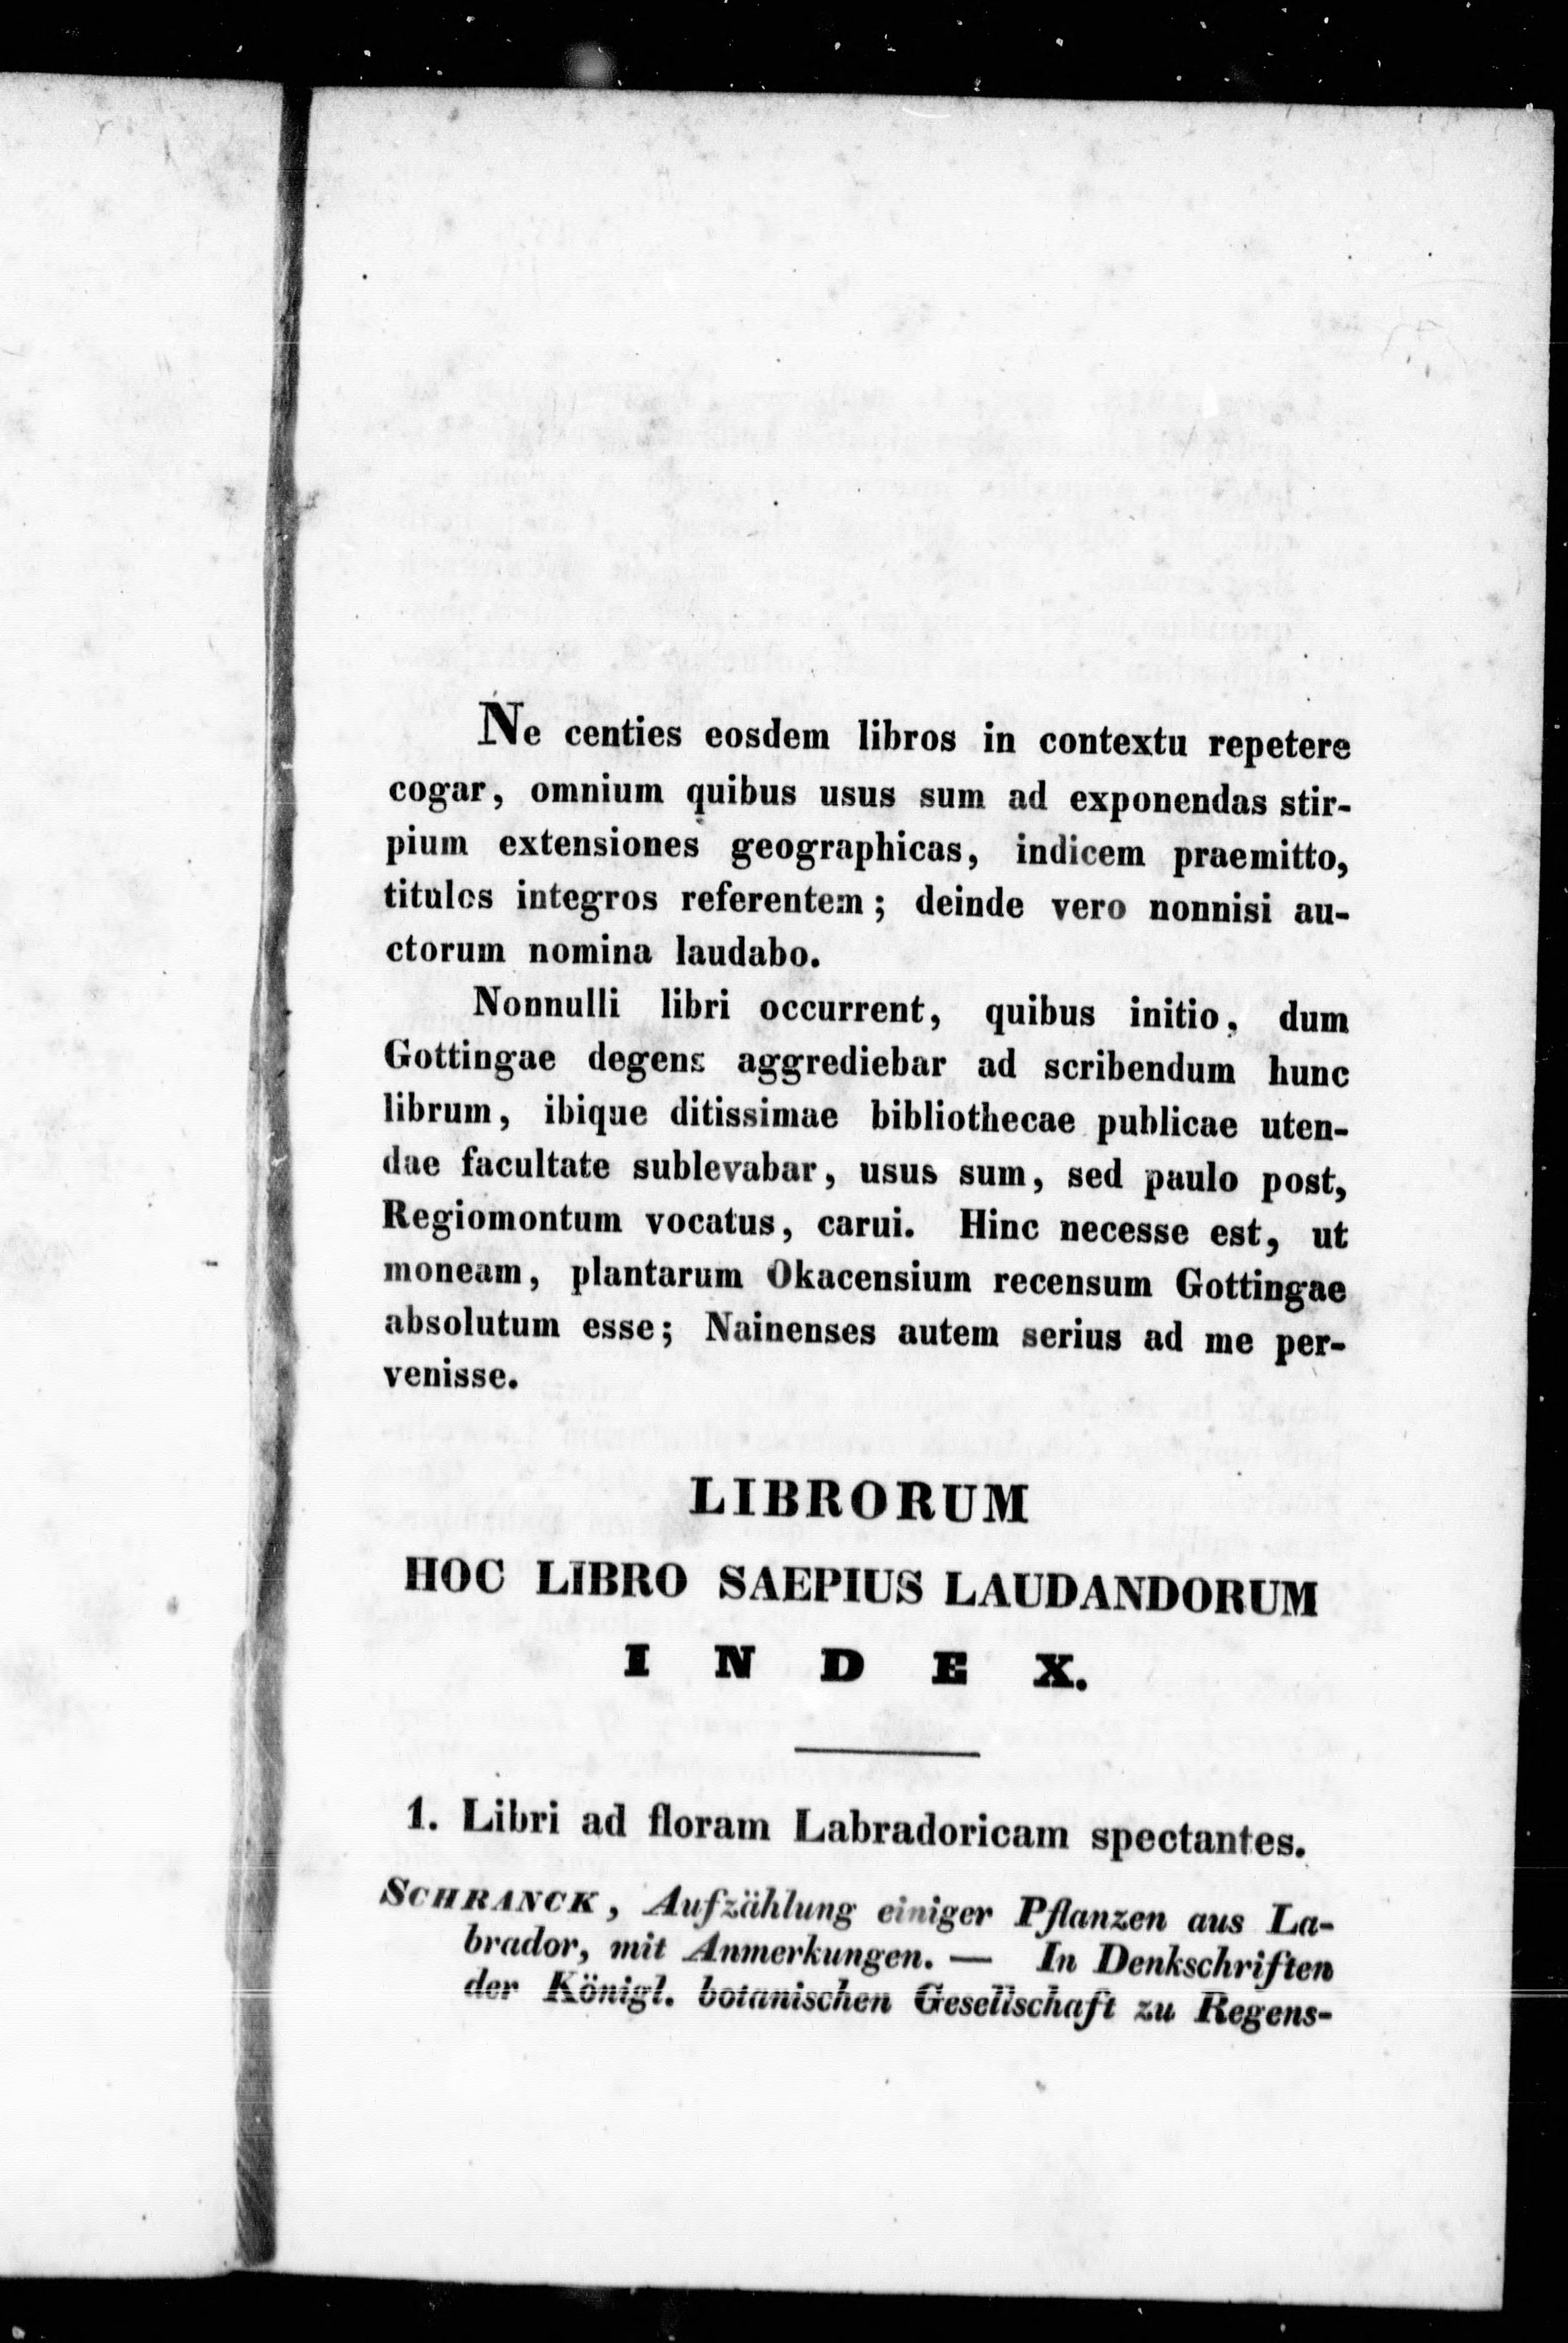 Ne centies eosdem libros in contextu repetere
cogar, omnium quibus usus sum ad exponendas stir-
pium extensiones geographicas, indicem praemitto,
titulos integros referentem; deinde vero nonnisi au-
ctorum nomina laudabo.
Nonnulli libri occurrent, quibus initio, dum
Gottingae degens aggrediebar ad scribendum hunc
librum, ibique ditissimae bibliothecae publicae uten-
dae facultate sublevabar, usus sum, sed paulo post,
Regiomontum vocatus, carui. Hinc necesse est, ut
moneam, plantarum Okacensium recensum Gottingae
absolutum esse; Nainenses autem serius ad me per-
venisse.
LIBRORUM
HOC LIBRO SAEPIUS LAUDANDORUM
I N D E X.
1. Libri ad floram Labradoricam spectantes.
SCHRANCK, Aufzählung einiger Pflanzen aus La-
brador, mit Anmerkungen. — In Denkschriften
der Königl. botanischen Gesellschaft zu Regens-